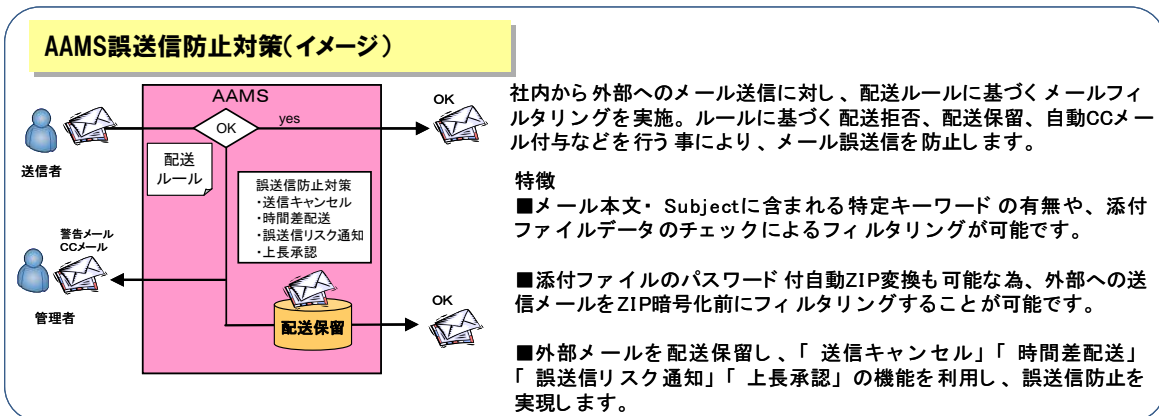 AAMS誤送信防止対策(イメージ)
AAMS
OK
yes
OK
送信者
配送
ルール
誤送信防止対策
・送信キャンセル
・時間差配送
・誤送信リスク通知
・上長承認
警告メール
CCメール
管理者
配送保留
OK
社内から外部へのメール送信に対し、配送ルールに基づくメールフィ
ルタリングを実施。ルールに基づく配送拒否、配送保留、自動CCメー
ル付与などを行う事により、メール誤送信を防止します。
特徴
■メール本文・Subjectに含まれる特定キーワードの有無や、添付
ファイルデータのチェックによるフィルタリングが可能です。
■添付ファイルのパスワード付自動ZIP変換も可能な為、外部への送
信メールをZIP暗号化前にフィルタリングすることが可能です。
■外部メールを配送保留し、「送信キャンセル」「時間差配送」
「誤送信リスク通知」「上長承認」の機能を利用し、誤送信防止を
実現します。